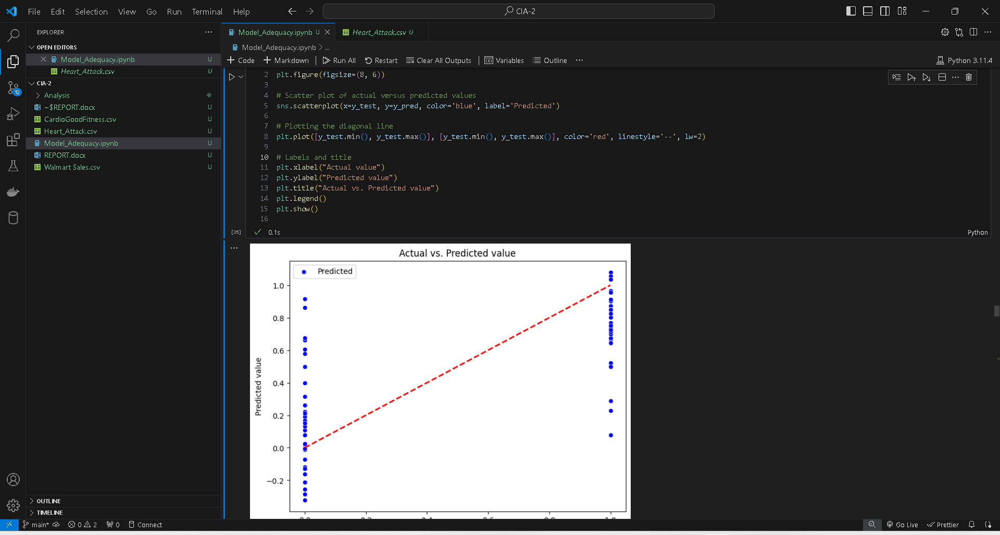 File Edit Selection View Go Run Terminal Help
CIA-2
EXPLORER
OPEN EDITORS
Model_Adequacy.ipynb U
Heart_Attack.csv U
CIA-2
Analysis
~$REPORT.docx U
CardioGoodFitness.csv U
Heart_Attack.csv U
Model_Adequacy.ipynb U
REPORT.docx U
Walmart Sales.csv U
OUTLINE
TIMELINE
Model_Adequacy.ipynb U
Heart_Attack.csv U
Model_Adequacy.ipynb > ...
+ Code + Markdown Run All Restart Clear All Outputs Variables Outline ...
Python 3.11.4
2 plt.figure(figsize=(8, 6))
3
4 # Scatter plot of actual versus predicted values
5 sns.scatterplot(x=y_test, y=y_pred, color='blue', label='Predicted')
6
7 # Plotting the diagonal line
8 plt.plot([y_test.min(), y_test.max()], [y_test.min(), y_test.max()], color='red', linestyle='--', lw=2)
9
10 # Labels and title
11 plt.xlabel("Actual value")
12 plt.ylabel("Predicted value")
13 plt.title("Actual vs. Predicted value")
14 plt.legend()
15 plt.show()
16
[26] 0.1s
Python
Actual vs. Predicted value
Predicted
1.0
0.8
0.6
0.4
0.2
0.0
−0.2
Predicted value
12
main* 0 2 0 Connect
Go Live Prettier